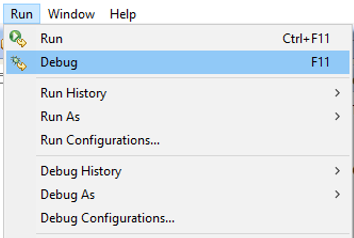 Run Window Help
Run Ctrl+F11
Debug F11
Run History
Run As
Run Configurations...
Debug History
Debug As
Debug Configurations...